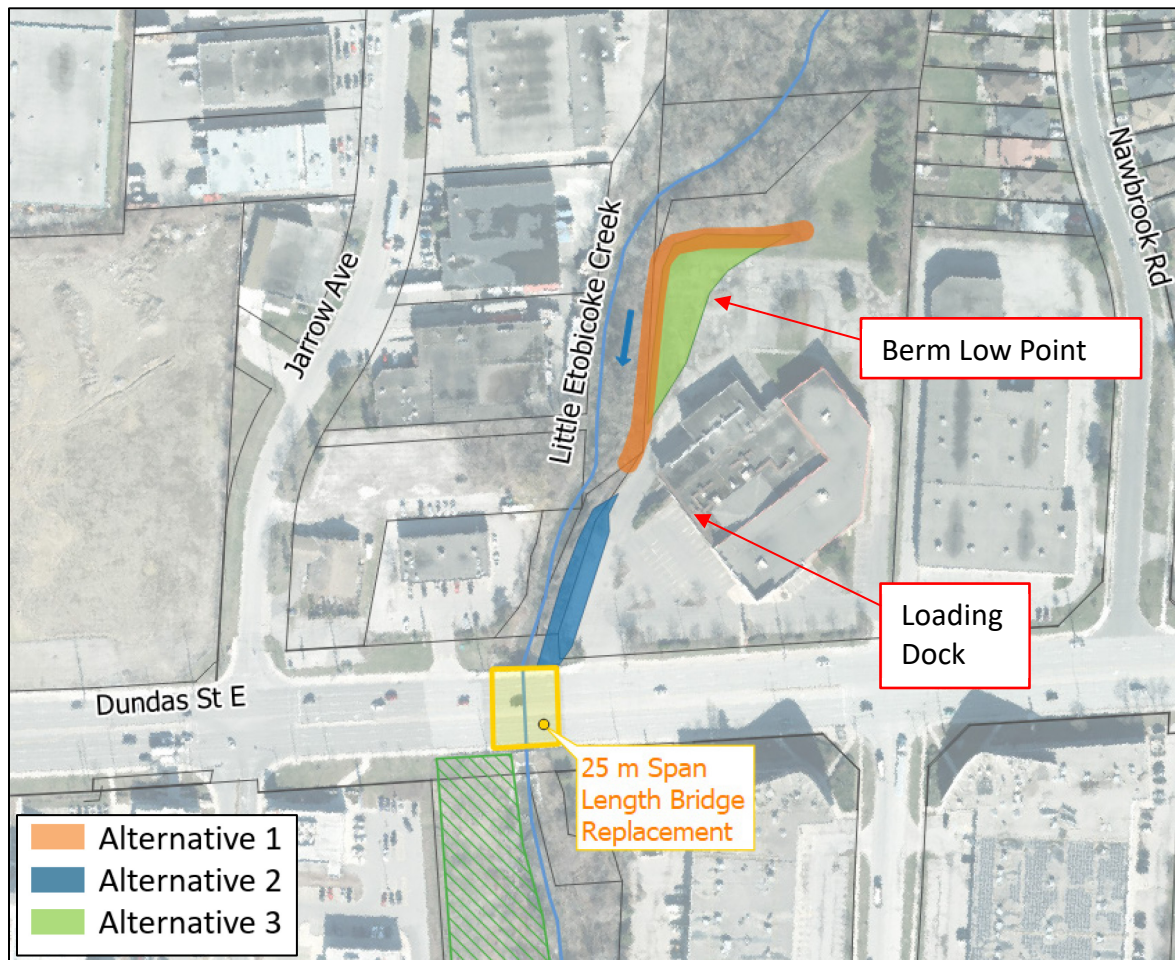 Nawbrook Rd
Little Etobicoke Creek
Jarrow Ave
Berm Low Point
Loading
Dock
Dundas St E
25 m Span
Length Bridge
Replacement
Alternative 1
Alternative 2
Alternative 3